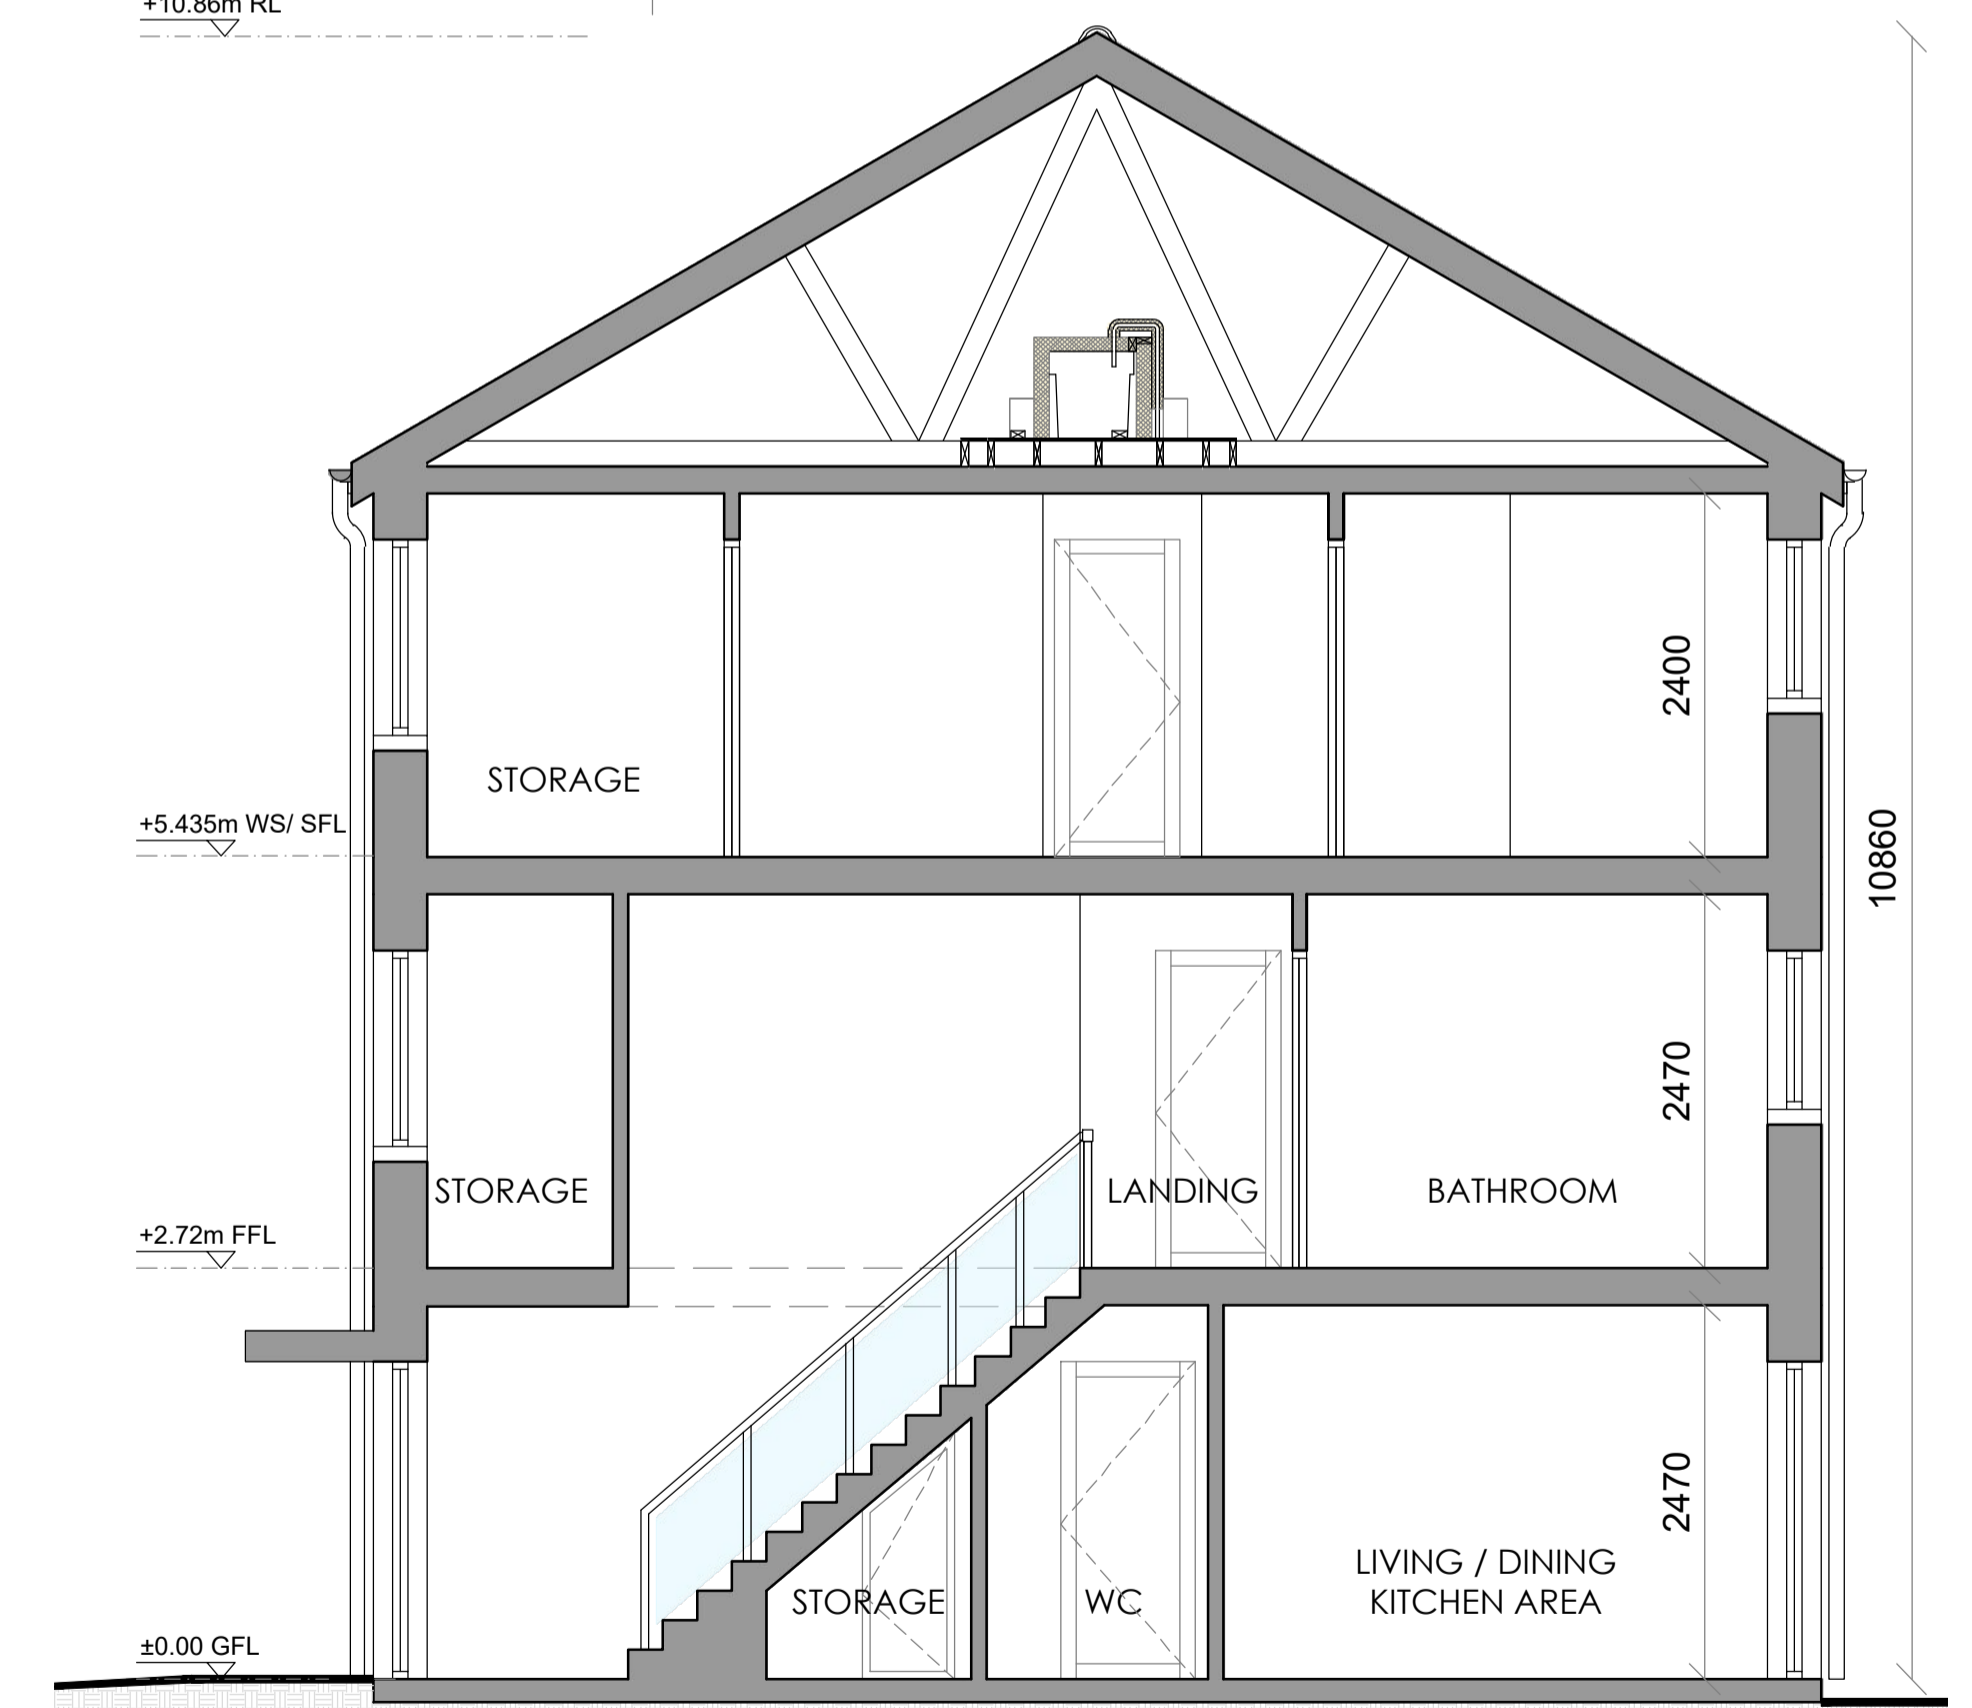 +10.86m RL
2400
STORAGE
+5.435m WS/ SFL
10860
2470
STORAGE
LANDING
BATHROOM
+2.72m FFL
2470
LIVING / DINING
KITCHEN AREA
STORAGE
WC
±0.00 GFL